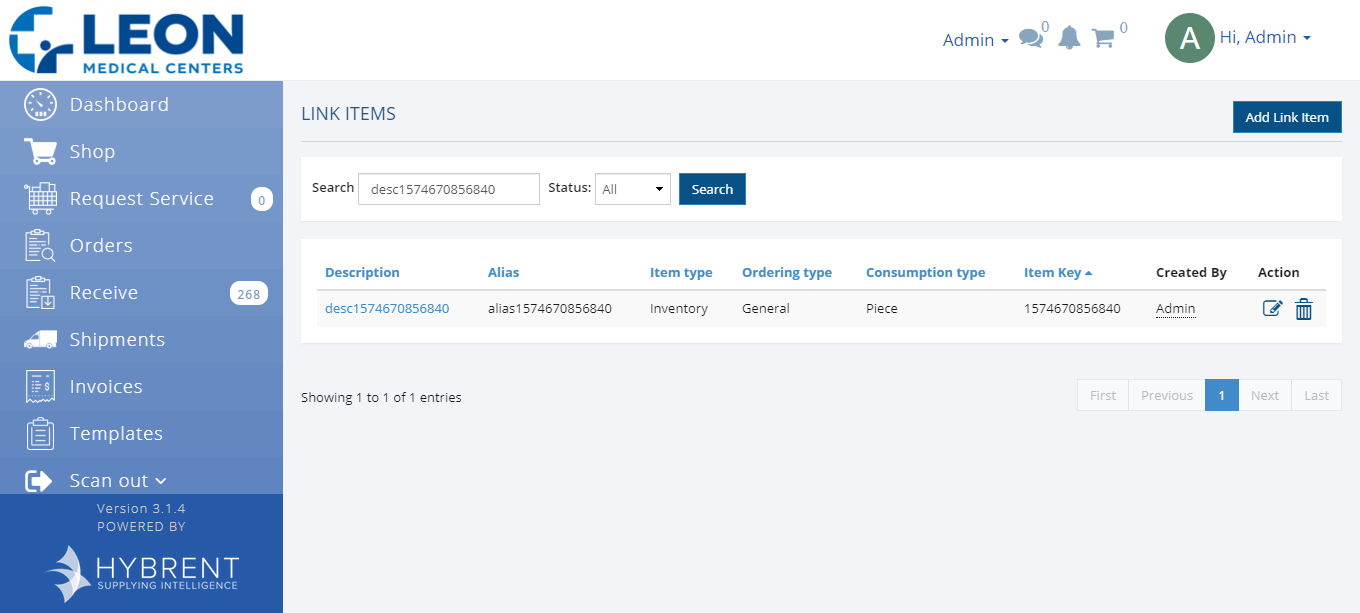 LEON
MEDICAL CENTERS
Admin
0
0
A
Hi, Admin
Dashboard
Shop
Request Service 0
Orders
Receive 268
Shipments
Invoices
Templates
Scan out
Version 3.1.4
POWERED BY
HYBRENT
SUPPLYING INTELLIGENCE
LINK ITEMS
Add Link Item
Search desc1574670856840 Status: All Search
Description Alias Item type Ordering type Consumption type Item Key Created By Action
desc1574670856840 alias1574670856840 Inventory General Piece 1574670856840 Admin
Showing 1 to 1 of 1 entries
First Previous 1 Next Last